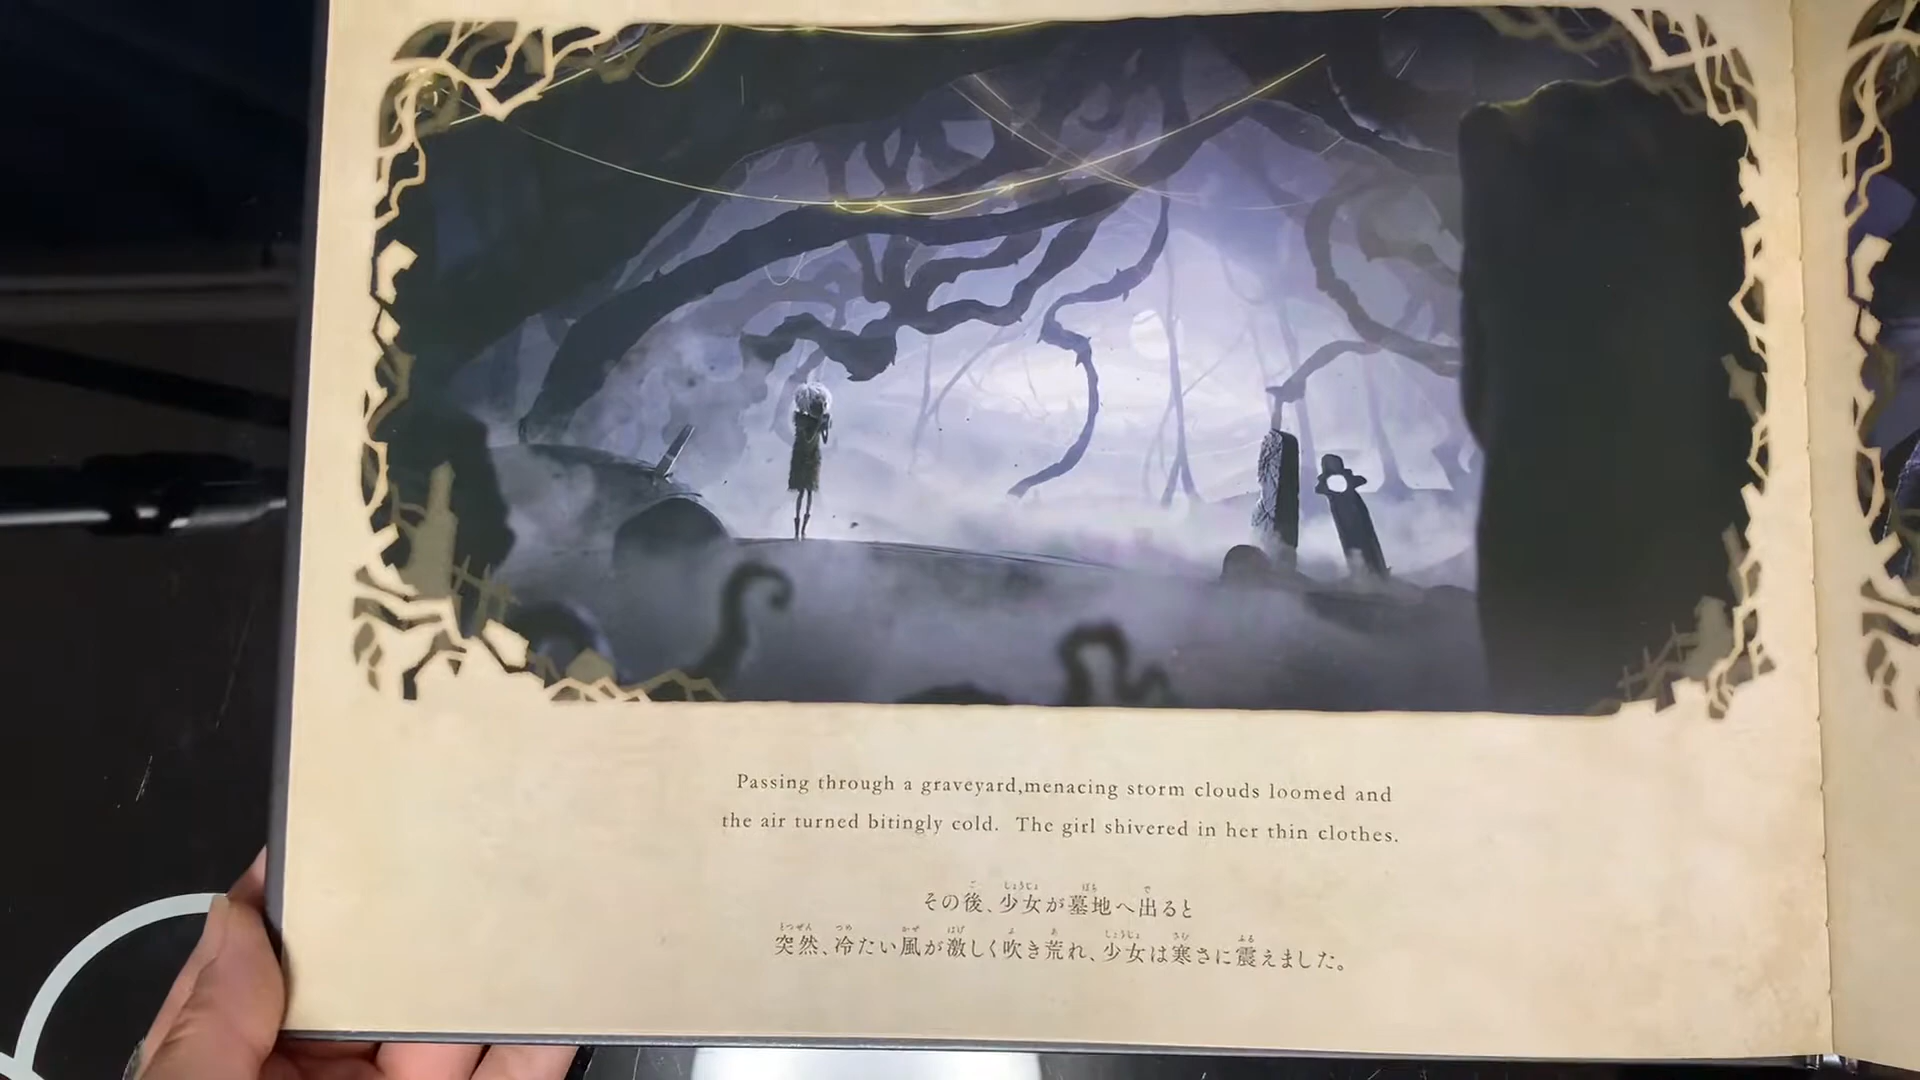 Passing through a graveyard,menacing storm clouds loomed and
the air turned bitingly cold. The girl shivered in her thin clothes.
その後、少女が墓地へ出ると
突然、冷たい風が激しく吹き荒れ、少女は寒さに震えました。